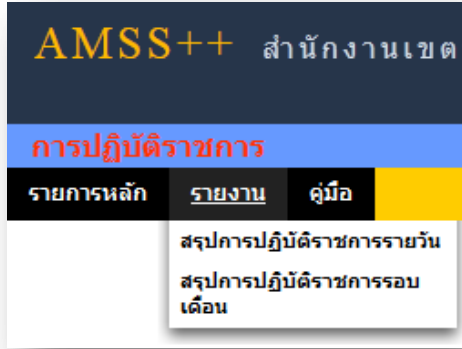 AMSS++ สำนักงานเขต
การปฏิบัติราชการ
รายการหลัก รายงาน คู่มือ
สรุปการปฏิบัติราชการรายวัน
สรุปการปฏิบัติราชการรอบ
เดือน